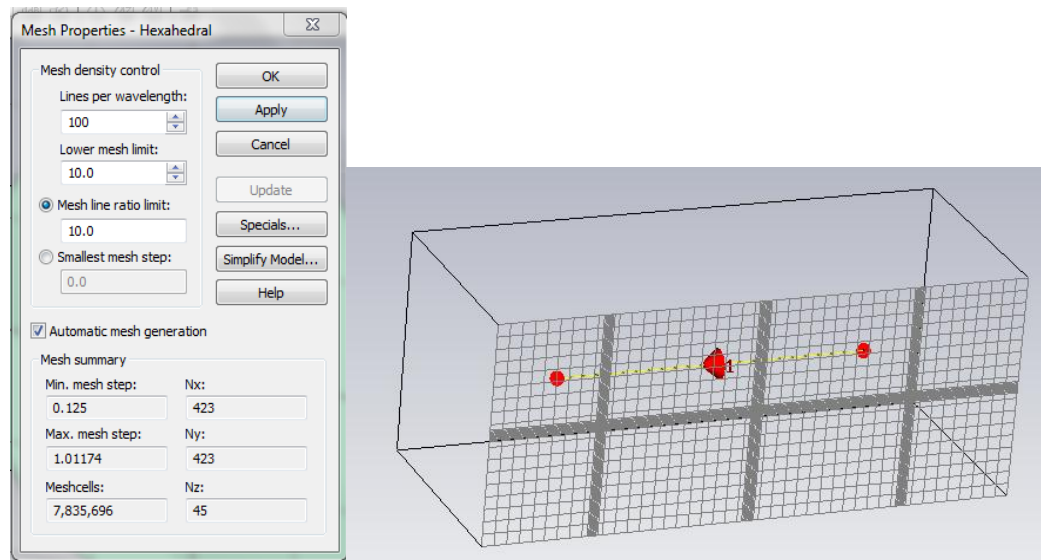 Mesh Properties - Hexahedral
Mesh density control
Lines per wavelength:
100
Lower mesh limit:
10.0
Mesh line ratio limit:
10.0
Smallest mesh step:
0.0
OK
Apply
Cancel
Update
Specials...
Simplify Model...
Help
Automatic mesh generation
Mesh summary
Min. mesh step:
Nx:
0.125
423
Max. mesh step:
Ny:
1.01174
423
Meshcells:
Nz:
7,835,696
45
1